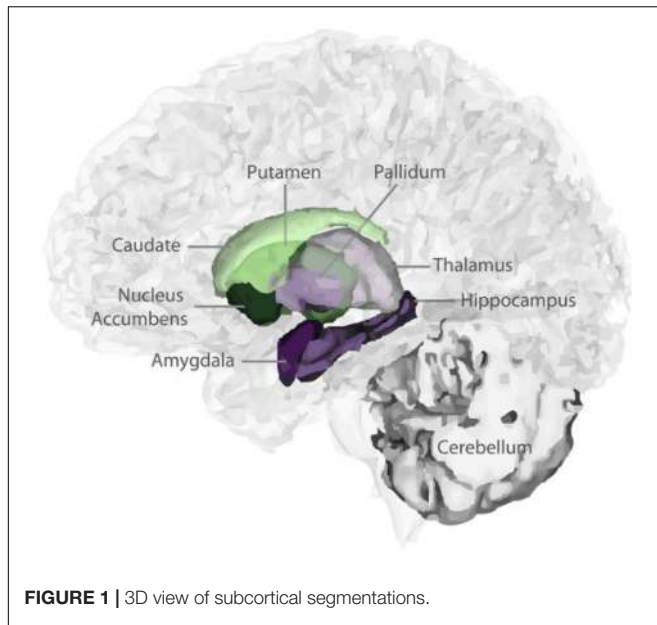 Putamen
Pallidum
Caudate
Thalamus
Nucleus
Accumbens
Hippocampus
Amygdala
Cerebellum
FIGURE 1 | 3D view of subcortical segmentations.